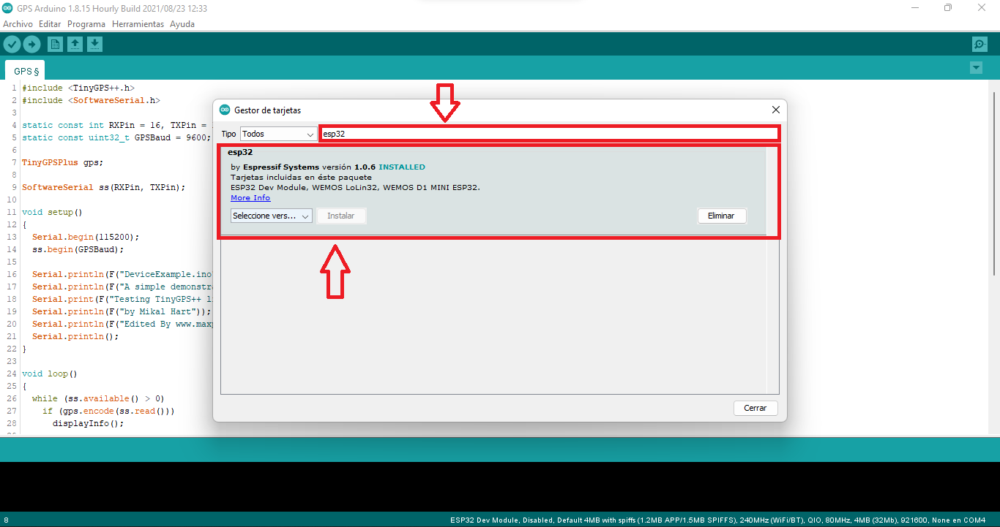 GPS Arduino 1.8.15 Hourly Build 2021/08/23 12:33
Archivo Editar Programa Herramientas Ayuda
GPS §
1 #include <TinyGPS++.h>
2 #include <SoftwareSerial.h>
3
4 static const int RXPin = 16, TXPin =
5 static const uint32_t GPSBaud = 9600;
6
7 TinyGPSPlus gps;
8
9 SoftwareSerial ss(RXPin, TXPin);
10
11 void setup()
12 {
13 Serial.begin(115200);
14 ss.begin(GPSBaud);
15
16 Serial.println(F("DeviceExample.ino
17 Serial.println(F("A simple demonstra
18 Serial.print(F("Testing TinyGPS++ li
19 Serial.println(F("by Mikal Hart"));
20 Serial.println(F("Edited By www.maxp
21 Serial.println();
22 }
23
24 void loop()
25 {
26 while (ss.available() > 0)
27 if (gps.encode(ss.read()))
28 displayInfo();
Gestor de tarjetas
Tipo Todos esp32
esp32
by Espressif Systems versión 1.0.6 INSTALLED
Tarjetas incluidas en éste paquete
ESP32 Dev Module, WEMOS LoLin32, WEMOS D1 MINI ESP32.
More Info
Seleccione vers... Instalar Eliminar
Cerrar
8 ESP32 Dev Module, Disabled, Default 4MB with spiffs (1.2MB APP/1.5MB SPIFFS), 240MHz (WiFi/BT), QIO, 80MHz, 4MB (32Mb), 921600, None en COM4